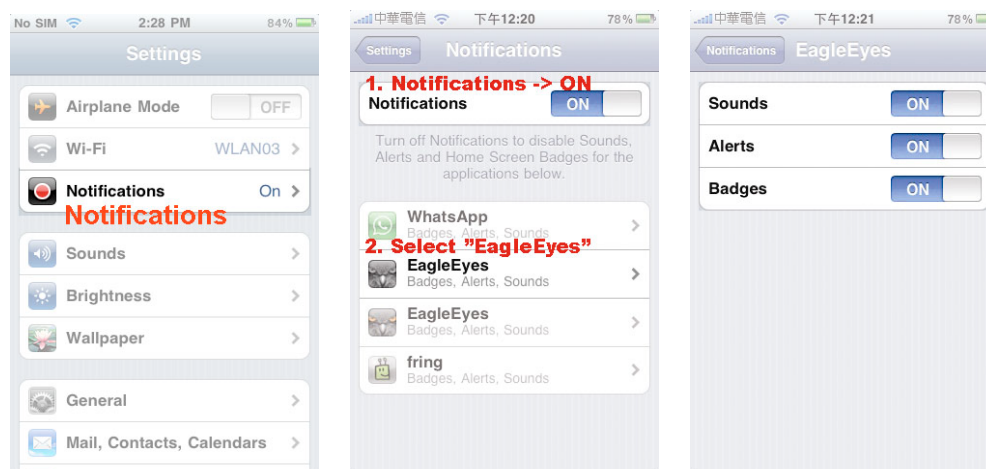 No SIM 2:28 PM 84%
Settings
Airplane Mode OFF
Wi-Fi WLAN03
Notifications On
Notifications
Sounds
Brightness
Wallpaper
General
Mail, Contacts, Calendars
中華電信 下午12:20 78%
Settings Notifications
1. Notifications -> ON
Notifications ON
Turn off Notifications to disable Sounds,
Alerts and Home Screen Badges for the
applications below.
WhatsApp
Badges, Alerts, Sounds
2. Select "EagleEyes"
EagleEyes
Badges, Alerts, Sounds
EagleEyes
Badges, Alerts, Sounds
fring
Badges, Alerts, Sounds
中華電信 下午12:21 78%
Notifications EagleEyes
Sounds ON
Alerts ON
Badges ON